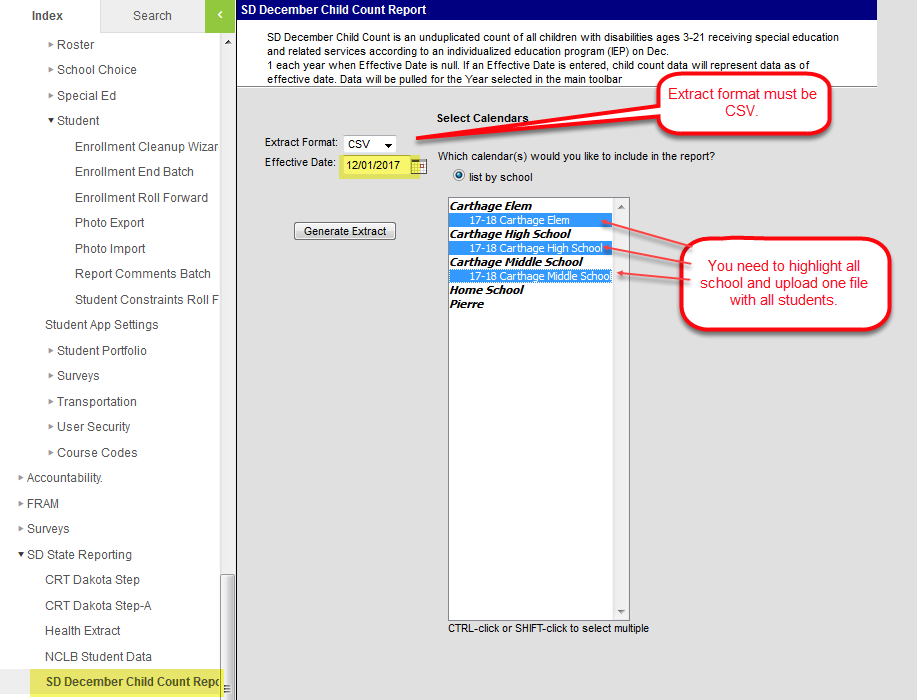 Index
Search
Roster
School Choice
Special Ed
Student
Enrollment Cleanup Wizar
Enrollment End Batch
Enrollment Roll Forward
Photo Export
Photo Import
Report Comments Batch
Student Constraints Roll F
Student App Settings
Student Portfolio
Surveys
Transportation
User Security
Course Codes
Accountability.
FRAM
Surveys
SD State Reporting
CRT Dakota Step
CRT Dakota Step-A
Health Extract
NCLB Student Data
SD December Child Count Repo
SD December Child Count Report
SD December Child Count is an unduplicated count of all children with disabilities ages 3-21 receiving special education
and related services according to an individualized education program (IEP) on Dec.
1 each year when Effective Date is null. If an Effective Date is entered, child count data will represent data as of
effective date. Data will be pulled for the Year selected in the main toolbar
Extract format must be
CSV.
Select Calendars
Extract Format: CSV
Effective Date: 12/01/2017
Generate Extract
Which calendar(s) would you like to include in the report?
list by school
Carthage Elem
17-18 Carthage Elem
Carthage High School
17-18 Carthage High School
Carthage Middle School
17-18 Carthage Middle School
Home School
Pierre
CTRL-click or SHIFT-click to select multiple
You need to highlight all
school and upload one file
with all students.